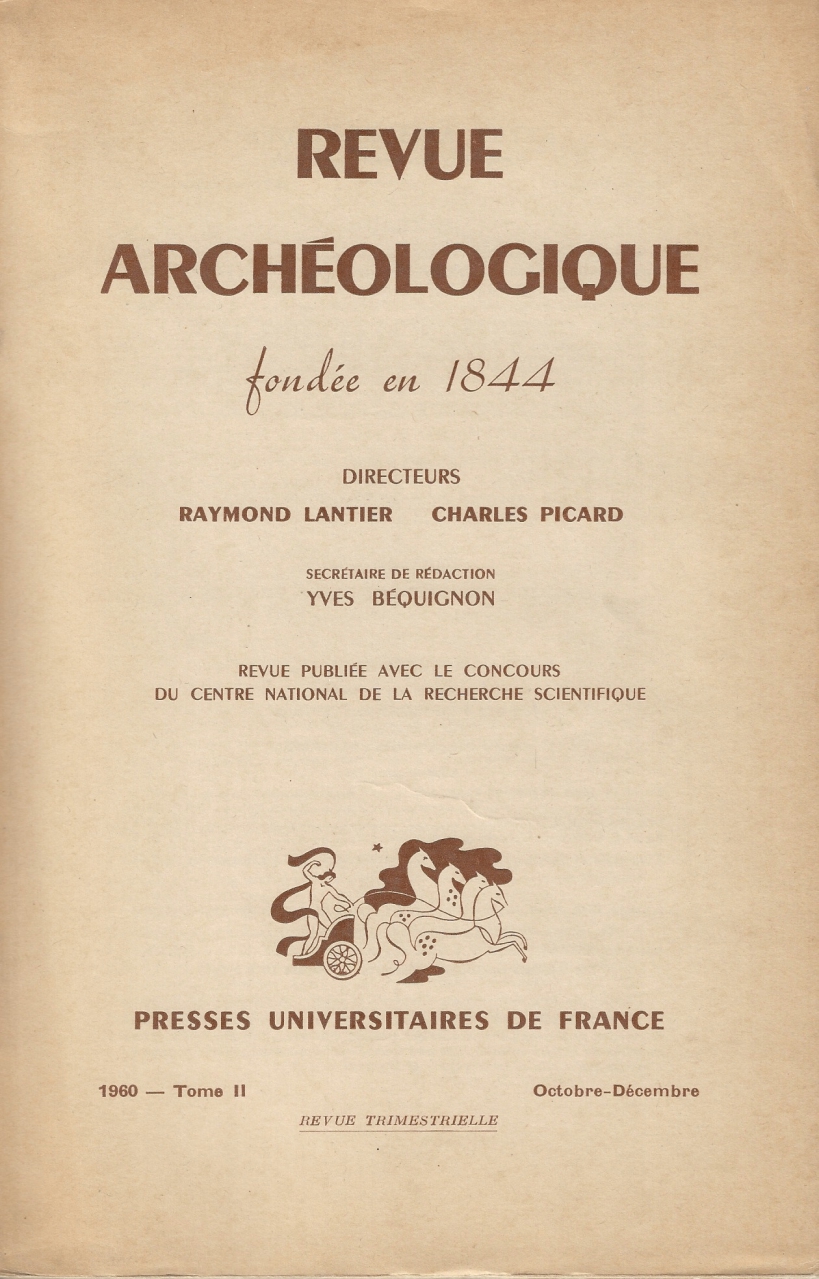 REVUE
ARCHÉOLOGIQUE
fondée en 1844
DIRECTEURS
RAYMOND LANTIER CHARLES PICARD
SECRÉTAIRE DE RÉDACTION
YVES BÉQUIGNON
REVUE PUBLIÉE AVEC LE CONCOURS
DU CENTRE NATIONAL DE LA RECHERCHE SCIENTIFIQUE
PRESSES UNIVERSITAIRES DE FRANCE
1960 — Tome II Octobre-Décembre
REVUE TRIMESTRIELLE